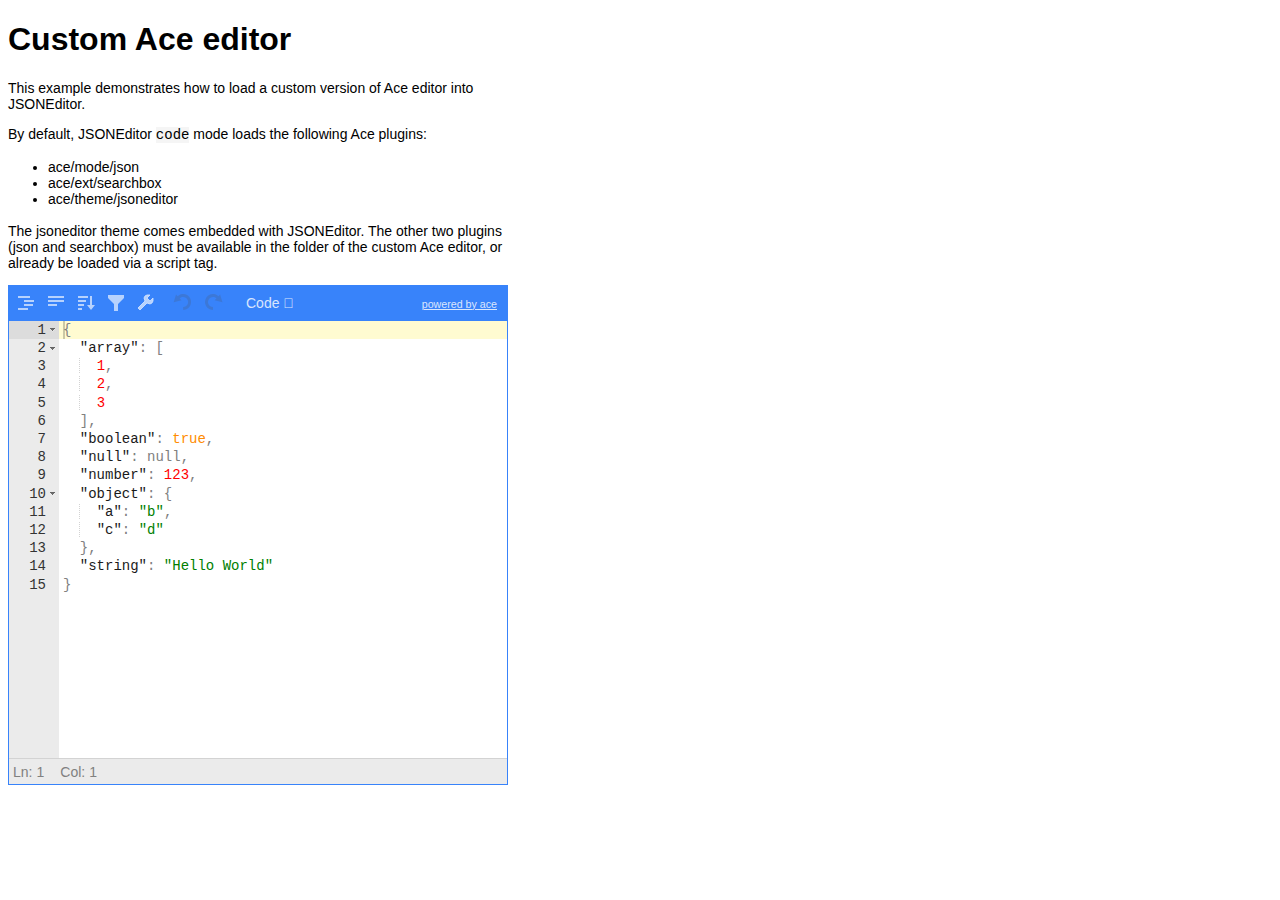 Custom Ace editor
This example demonstrates how to load a custom version of Ace editor into
JSONEditor.
By default, JSONEditor code mode loads the following Ace plugins:
• ace/mode/json
• ace/ext/searchbox
• ace/theme/jsoneditor
The jsoneditor theme comes embedded with JSONEditor. The other two plugins
(json and searchbox) must be available in the folder of the custom Ace editor, or
already be loaded via a script tag.
Code powered by ace
1 {
2 "array": [
3 1,
4 2,
5 3
6 ],
7 "boolean": true,
8 "null": null,
9 "number": 123,
10 "object": {
11 "a": "b",
12 "c": "d"
13 },
14 "string": "Hello World"
15 }
Ln: 1 Col: 1